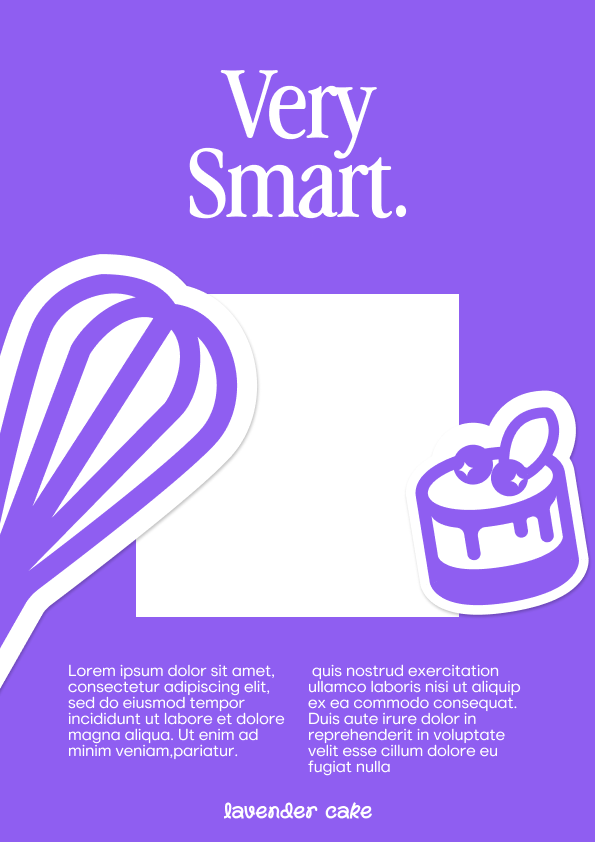 Very
Smart.
Lorem ipsum dolor sit amet,
consectetur adipiscing elit,
sed do eiusmod tempor
incididunt ut labore et dolore
magna aliqua. Ut enim ad
minim veniam,pariatur.
quis nostrud exercitation
ullamco laboris nisi ut aliquip
ex ea commodo consequat.
Duis aute irure dolor in
reprehenderit in voluptate
velit esse cillum dolore eu
fugiat nulla
lavender cake